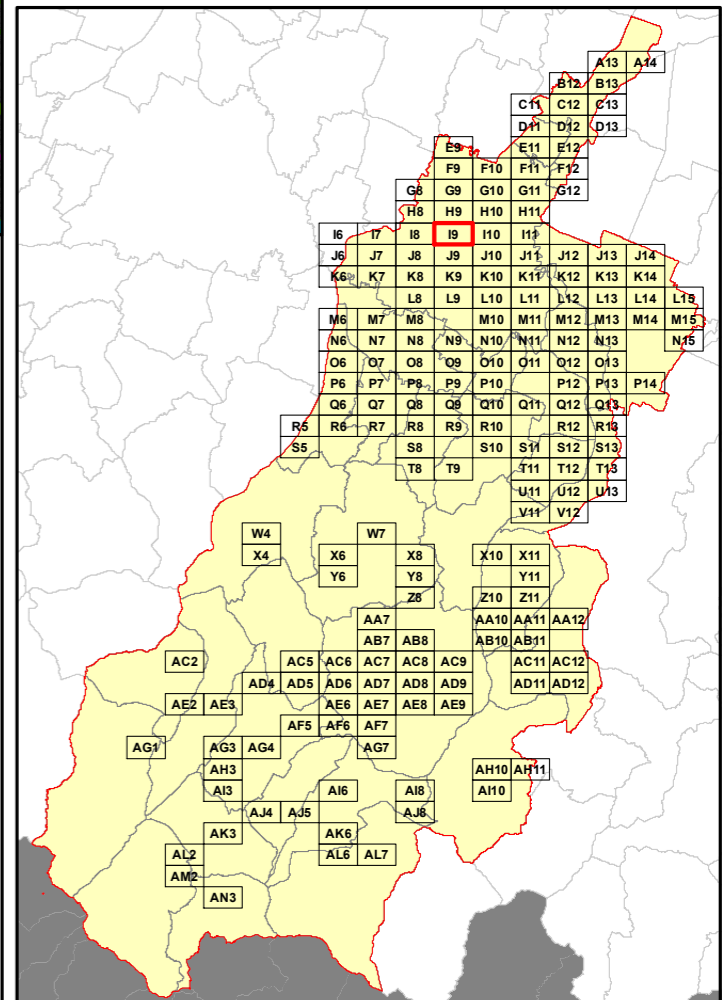 A13 A14
B12 B13
C11 C12 C13
D11 D12 D13
E9 E11 E12
F9 F10 F11 F12
G8 G9 G10 G11 G12
H8 H9 H10 H11
I6 I7 I8 I9 I10 I11
J6 J7 J8 J9 J10 J11 J12 J13 J14
K6 K7 K8 K9 K10 K11 K12 K13 K14
L8 L9 L10 L11 L12 L13 L14 L15
M6 M7 M8 M10 M11 M12 M13 M14 M15
N6 N7 N8 N9 N10 N11 N12 N13 N15
O6 O7 O8 O9 O10 O11 O12 O13
P6 P7 P8 P9 P10 P12 P13 P14
Q6 Q7 Q8 Q9 Q10 Q11 Q12 Q13
R5 R6 R7 R8 R9 R10 R12 R13
S5 S8 S10 S11 S12 S13
T8 T9 T11 T12 T13
U11 U12 U13
V11 V12
W4 W7
X4 X6 X8 X10 X11
Y6 Y8 Y11
Z8 Z10 Z11
AA7 AA10 AA11 AA12
AB7 AB8 AB10 AB11
AC2 AC5 AC6 AC7 AC8 AC9 AC11 AC12
AD4 AD5 AD6 AD7 AD8 AD9 AD11 AD12
AE2 AE3 AE6 AE7 AE8 AE9
AF5 AF6 AF7
AG1 AG3 AG4 AG7
AH3 AH10 AH11
AI3 AI6 AI8 AI10
AJ4 AJ5 AJ8
AK3 AK6
AL2 AL6 AL7
AM2
AN3